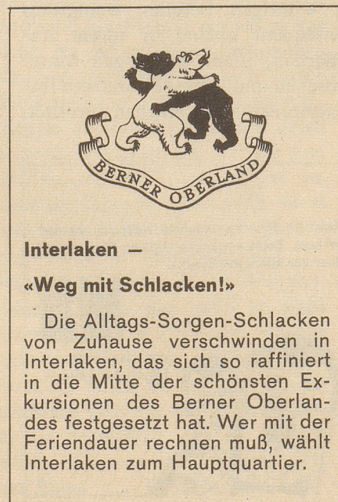 BERNER OBERLAND
Interlaken —
«Weg mit Schlacken!»
Die Alltags-Sorgen-Schlacken
von Zuhause verschwinden in
Interlaken, das sich so raffiniert
in die Mitte der schönsten Ex-
kursionen des Berner Oberlan-
des festgesetzt hat. Wer mit der
Feriendauer rechnen muß, wählt
Interlaken zum Hauptquartier.